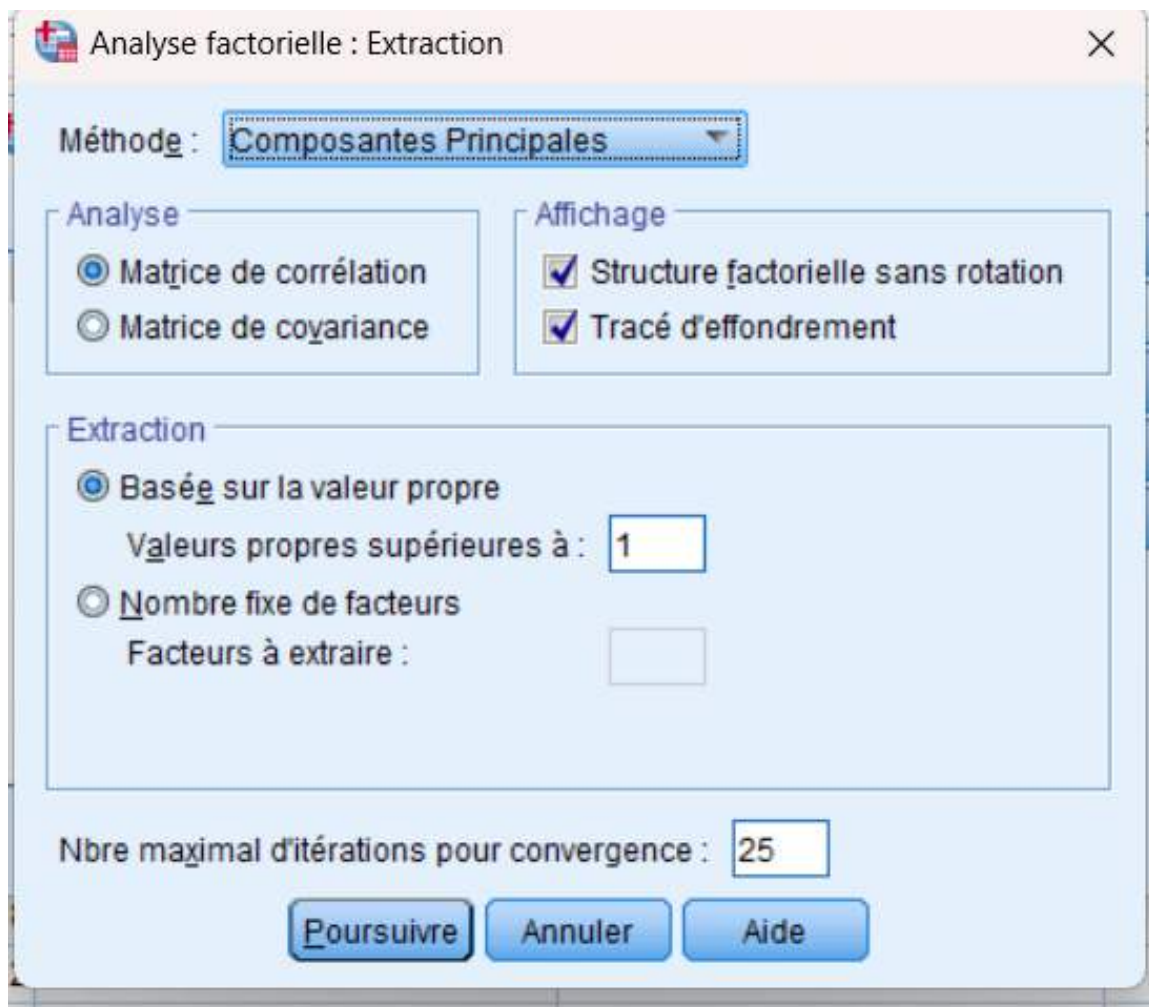 Analyse factorielle : Extraction
Méthode : Composantes Principales
Analyse
Matrice de corrélation
Matrice de covariance
Affichage
Structure factorielle sans rotation
Tracé d'effondrement
Extraction
Basée sur la valeur propre
Valeurs propres supérieures à : 1
Nombre fixe de facteurs
Facteurs à extraire :
Nbre maximal d'itérations pour convergence : 25
Poursuivre Annuler Aide